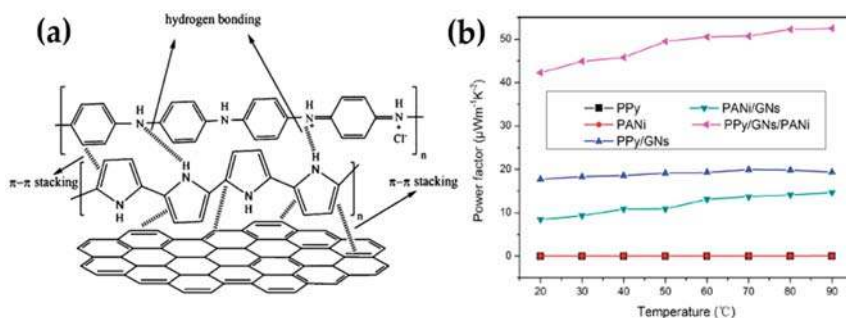 (a)
hydrogen bonding
H
H
N
N
N
N
H
H
Cl-
n
H
H
N
N
π-π stacking
π-π stacking
N
H
N
H
n
(b)
Power factor (μWm⁻¹K⁻²)
50
40
30
20
10
0
PPy
PANi
PPy/GNs
PANi/GNs
PPy/GNs/PANi
20 30 40 50 60 70 80 90
Temperature (℃)